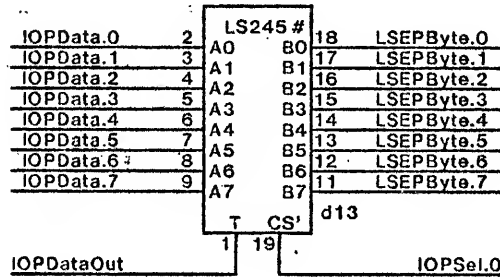 LS245 #
IOPData.0 2 A0 B0 18 LSEPByte.0
IOPData.1 3 A1 B1 17 LSEPByte.1
IOPData.2 4 A2 B2 16 LSEPByte.2
IOPData.3 5 A3 B3 15 LSEPByte.3
IOPData.4 6 A4 B4 14 LSEPByte.4
IOPData.5 7 A5 B5 13 LSEPByte.5
IOPData.6 8 A6 B6 12 LSEPByte.6
IOPData.7 9 A7 B7 11 LSEPByte.7
T CS' d13
1 19
IOPDataOut IOPSel.0